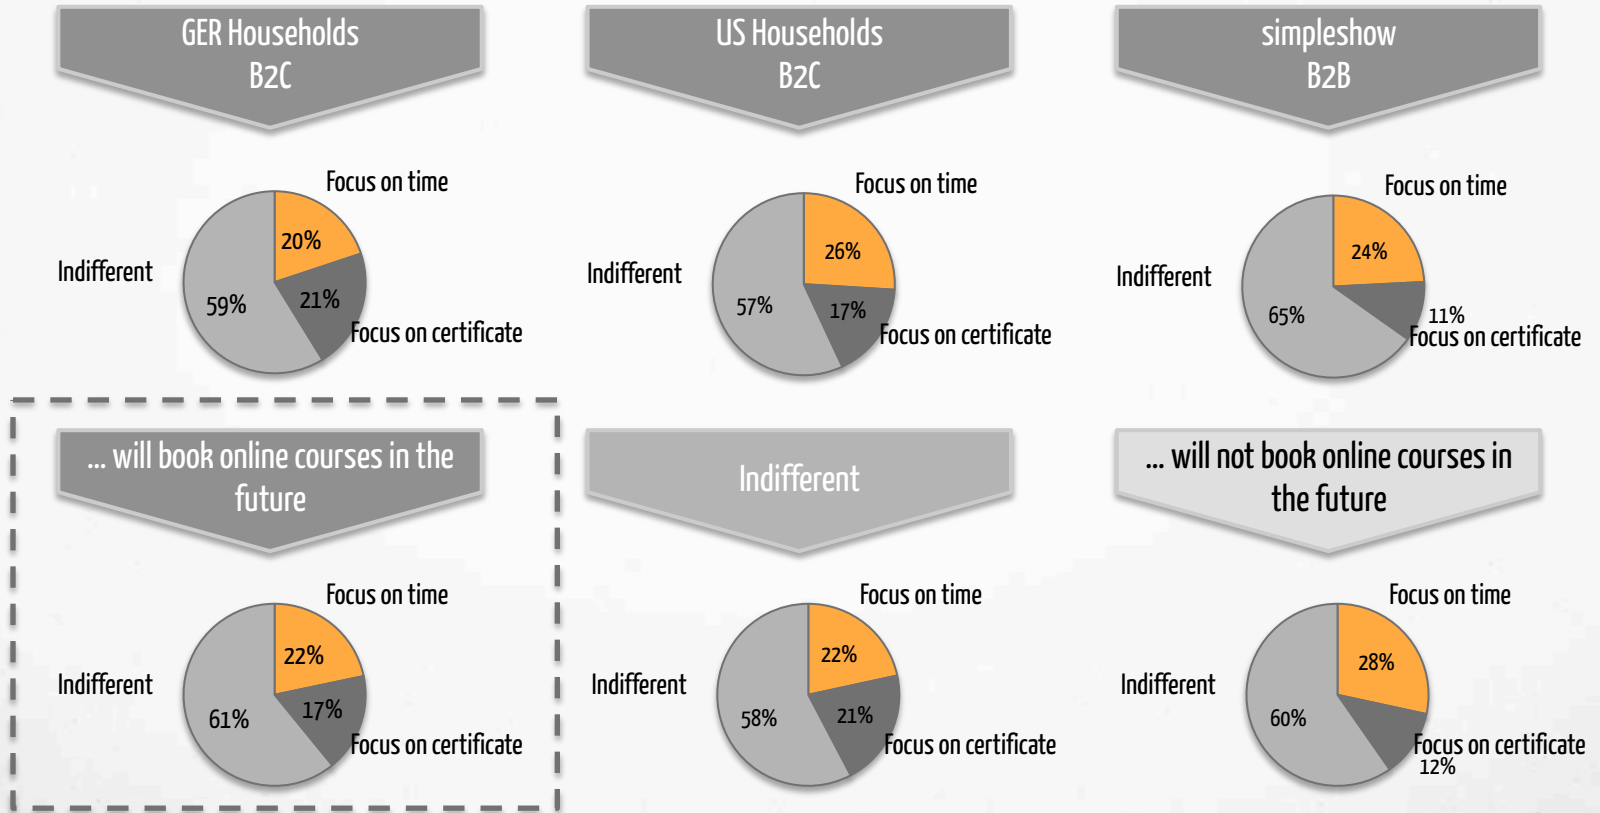 GER Households
B2C
US Households
B2C
simpleshow
B2B
Focus on time
20%
Indifferent
59%
21%
Focus on certificate
Focus on time
26%
Indifferent
57%
17%
Focus on certificate
Focus on time
24%
Indifferent
65%
11%
Focus on certificate
... will book online courses in the
future
Indifferent
... will not book online courses in
the future
Focus on time
22%
Indifferent
61%
17%
Focus on certificate
Focus on time
22%
Indifferent
58%
21%
Focus on certificate
Focus on time
28%
Indifferent
60%
Focus on certificate
12%